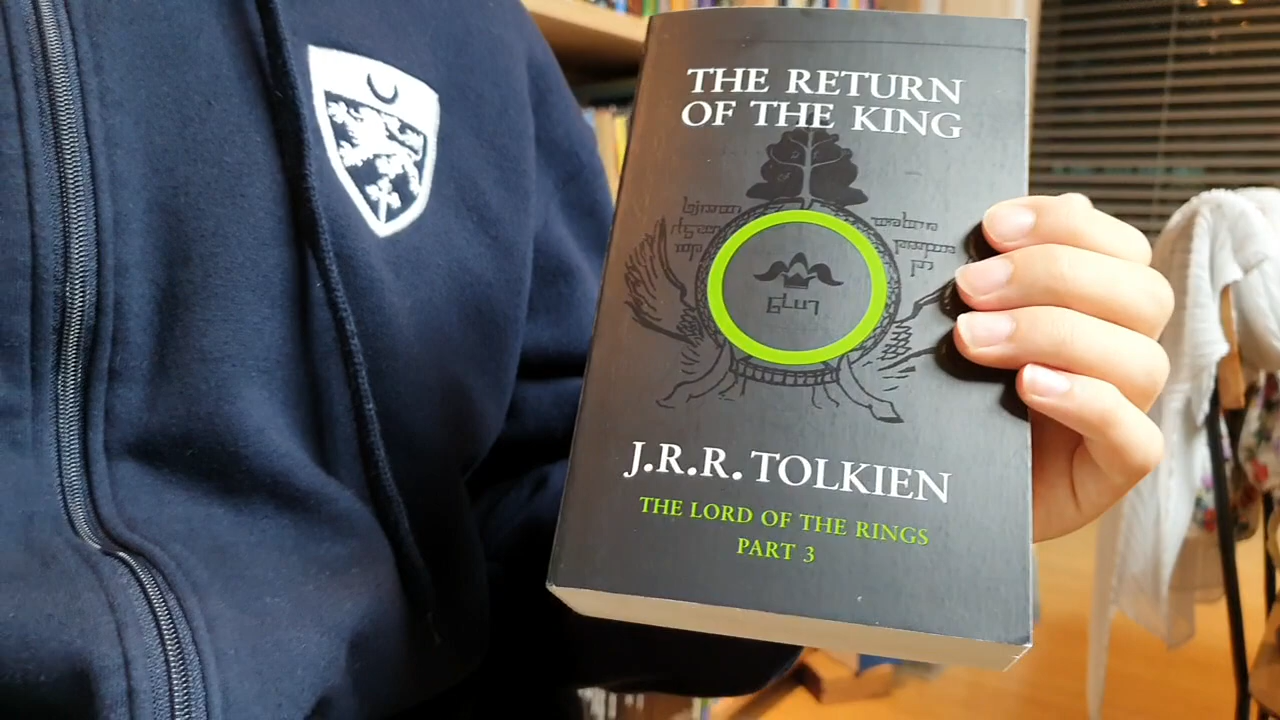 THE RETURN
OF THE KING
J.R.R. TOLKIEN
THE LORD OF THE RINGS
PART 3